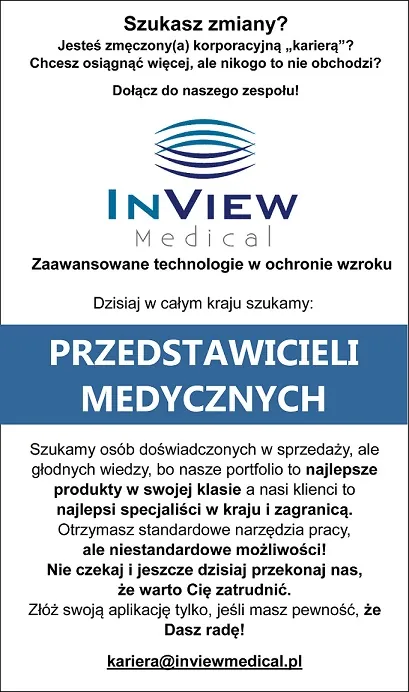 Szukasz zmiany?
Jesteś zmęczony(a) korporacyjną „karierą”?
Chcesz osiągnąć więcej, ale nikogo to nie obchodzi?
Dołącz do naszego zespołu!
INVIEW
Medical
Zaawansowane technologie w ochronie wzroku
Dzisiaj w całym kraju szukamy:
PRZEDSTAWICIELI
MEDYCZNYCH
Szukamy osób doświadczonych w sprzedaży, ale
głodnych wiedzy, bo nasze portfolio to najlepsze
produkty w swojej klasie a nasi klienci to
najlepsi specjaliści w kraju i zagranicą.
Otrzymasz standardowe narzędzia pracy,
ale niestandardowe możliwości!
Nie czekaj i jeszcze dzisiaj przekonaj nas,
że warto Cię zatrudnić.
Złóż swoją aplikację tylko, jeśli masz pewność, że
Dasz radę!
kariera@inviewmedical.pl